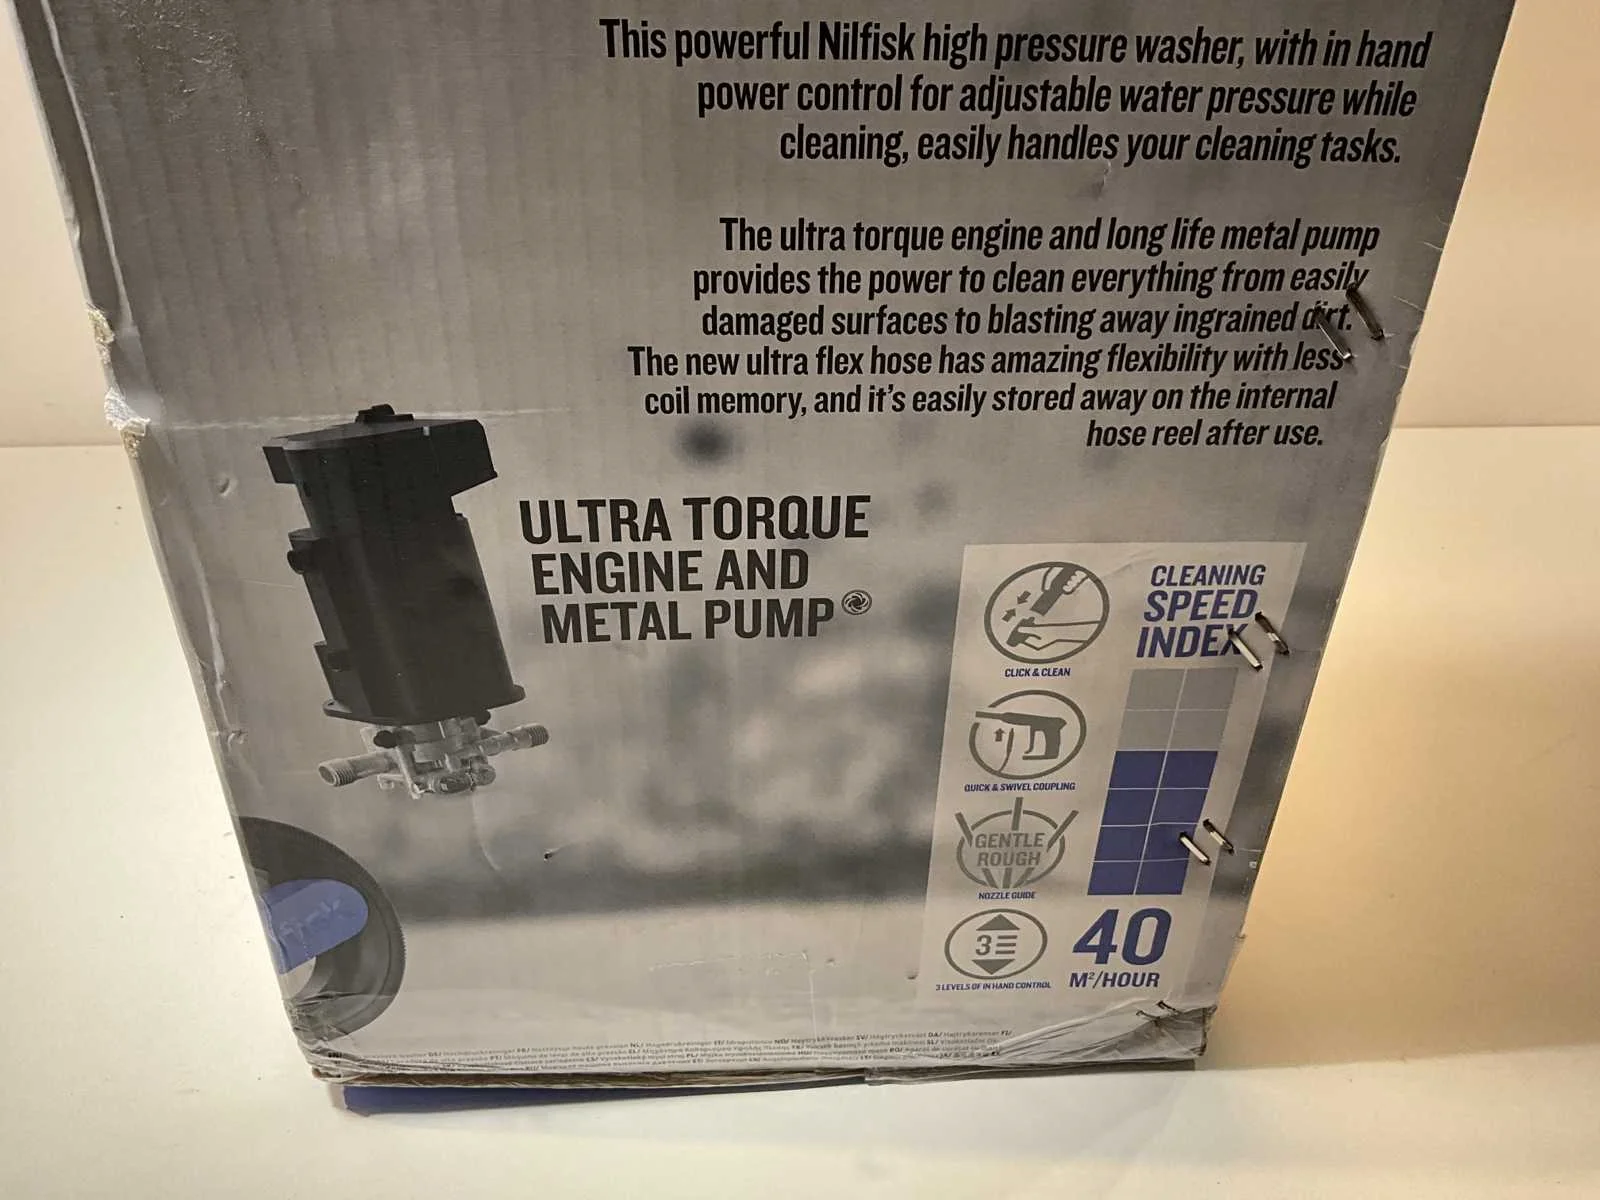 This powerful Nilfisk high pressure washer, with in hand
power control for adjustable water pressure while
cleaning, easily handles your cleaning tasks.
The ultra torque engine and long life metal pump
provides the power to clean everything from easily
damaged surfaces to blasting away ingrained dirt.
The new ultra flex hose has amazing flexibility with less
coil memory, and it's easily stored away on the internal
hose reel after use.
ULTRA TORQUE
ENGINE AND
METAL PUMP
CLICK & CLEAN
QUICK & SWIVEL COUPLING
GENTLE
ROUGH
NOZZLE GUIDE
3
3 LEVELS OF IN HAND CONTROL
CLEANING
SPEED
INDEX
40
M²/HOUR